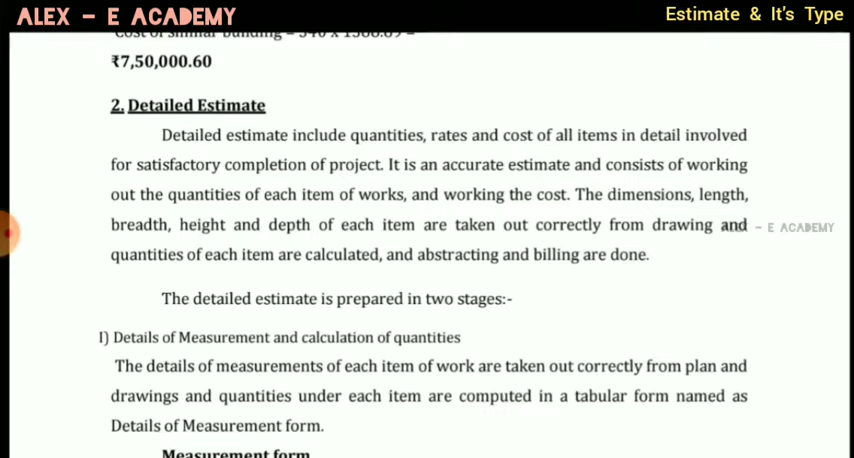 ALEX - E ACADEMY
Estimate & It's Type
₹7,50,000.60
2. Detailed Estimate
Detailed estimate include quantities, rates and cost of all items in detail involved
for satisfactory completion of project. It is an accurate estimate and consists of working
out the quantities of each item of works, and working the cost. The dimensions, length,
breadth, height and depth of each item are taken out correctly from drawing and
- E ACADEMY
quantities of each item are calculated, and abstracting and billing are done.
The detailed estimate is prepared in two stages:-
I) Details of Measurement and calculation of quantities
The details of measurements of each item of work are taken out correctly from plan and
drawings and quantities under each item are computed in a tabular form named as
Details of Measurement form.
Measurement form